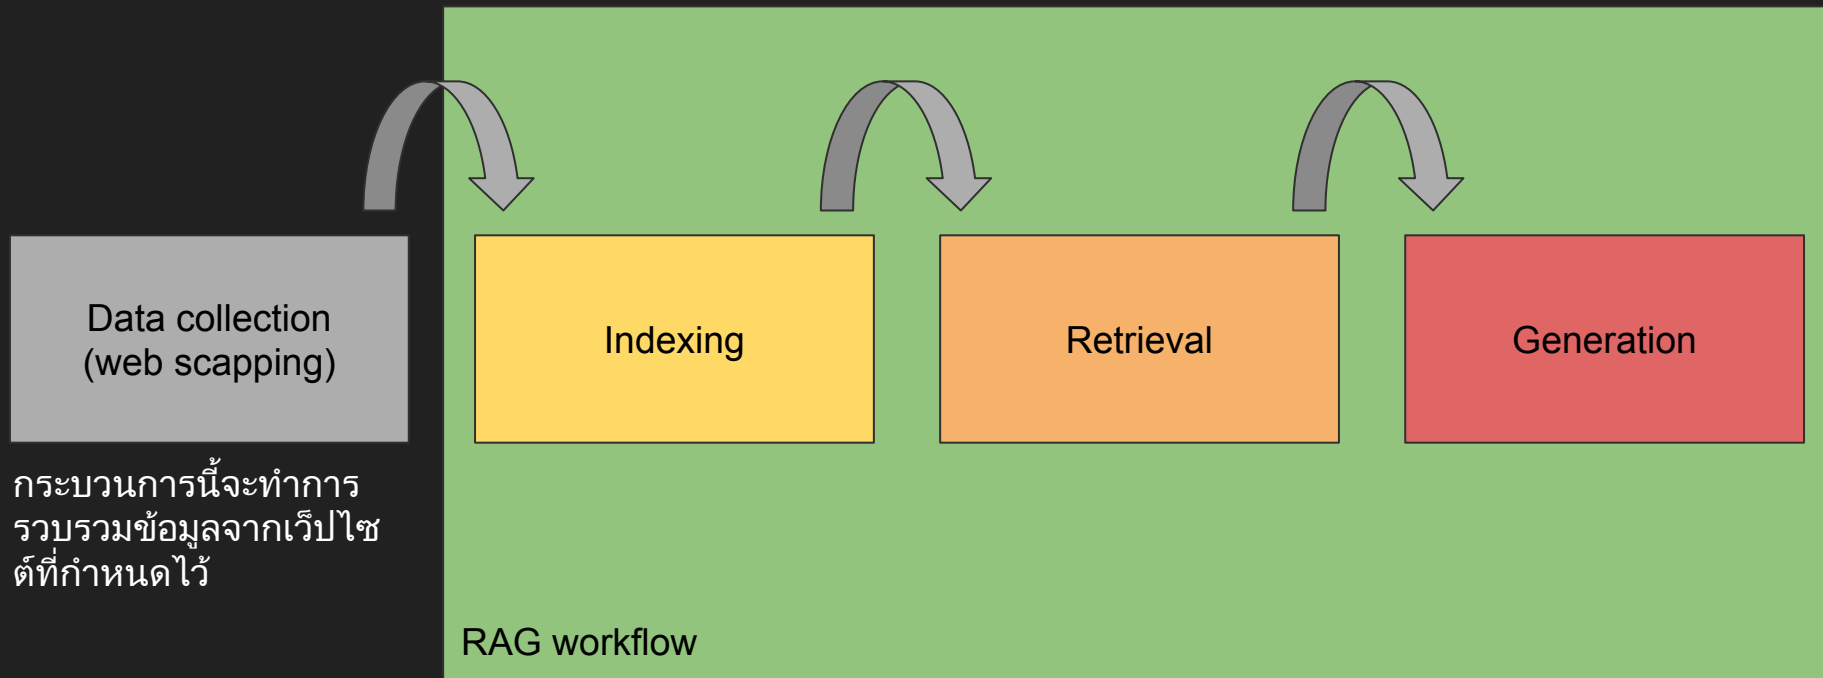 Data collection
(web scapping)
Indexing
Retrieval
Generation
กระบวนการนี้จะทำการ
รวบรวมข้อมูลจากเว็ปไซ
ต์ที่กำหนดไว้
RAG workflow